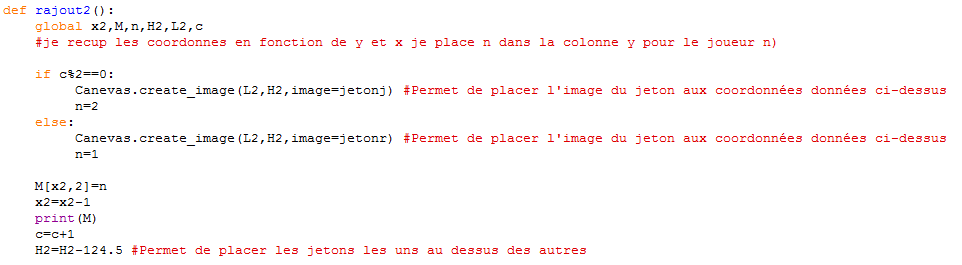 def rajout2():
    global x2,M,n,H2,L2,c
    #je recup les coordonnes en fonction de y et x je place n dans la colonne y pour le joueur n)
    if c%2==0:
         Canevas.create_image(L2,H2,image=jetonj) #Permet de placer l'image du jeton aux coordonnées données ci-dessus
         n=2
    else:
         Canevas.create_image(L2,H2,image=jetonr) #Permet de placer l'image du jeton aux coordonnées données ci-dessus
         n=1
    M[x2,2]=n
    x2=x2-1
    print(M)
    c=c+1
    H2=H2-124.5 #Permet de placer les jetons les uns au dessus des autres